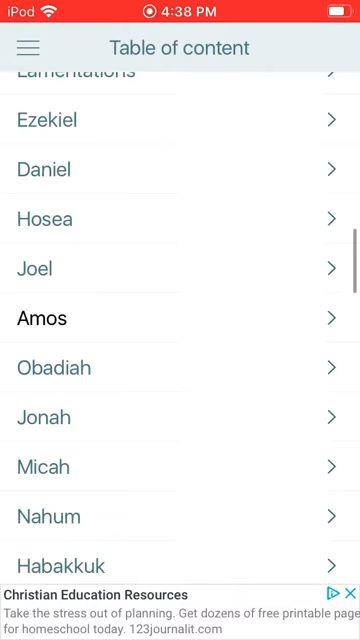 iPod 4:38 PM
Table of content
Lamentations
Ezekiel
Daniel
Hosea
Joel
Amos
Obadiah
Jonah
Micah
Nahum
Habakkuk
Christian Education Resources
Take the stress out of planning. Get dozens of free printable page
for homeschool today. 123journalit.com